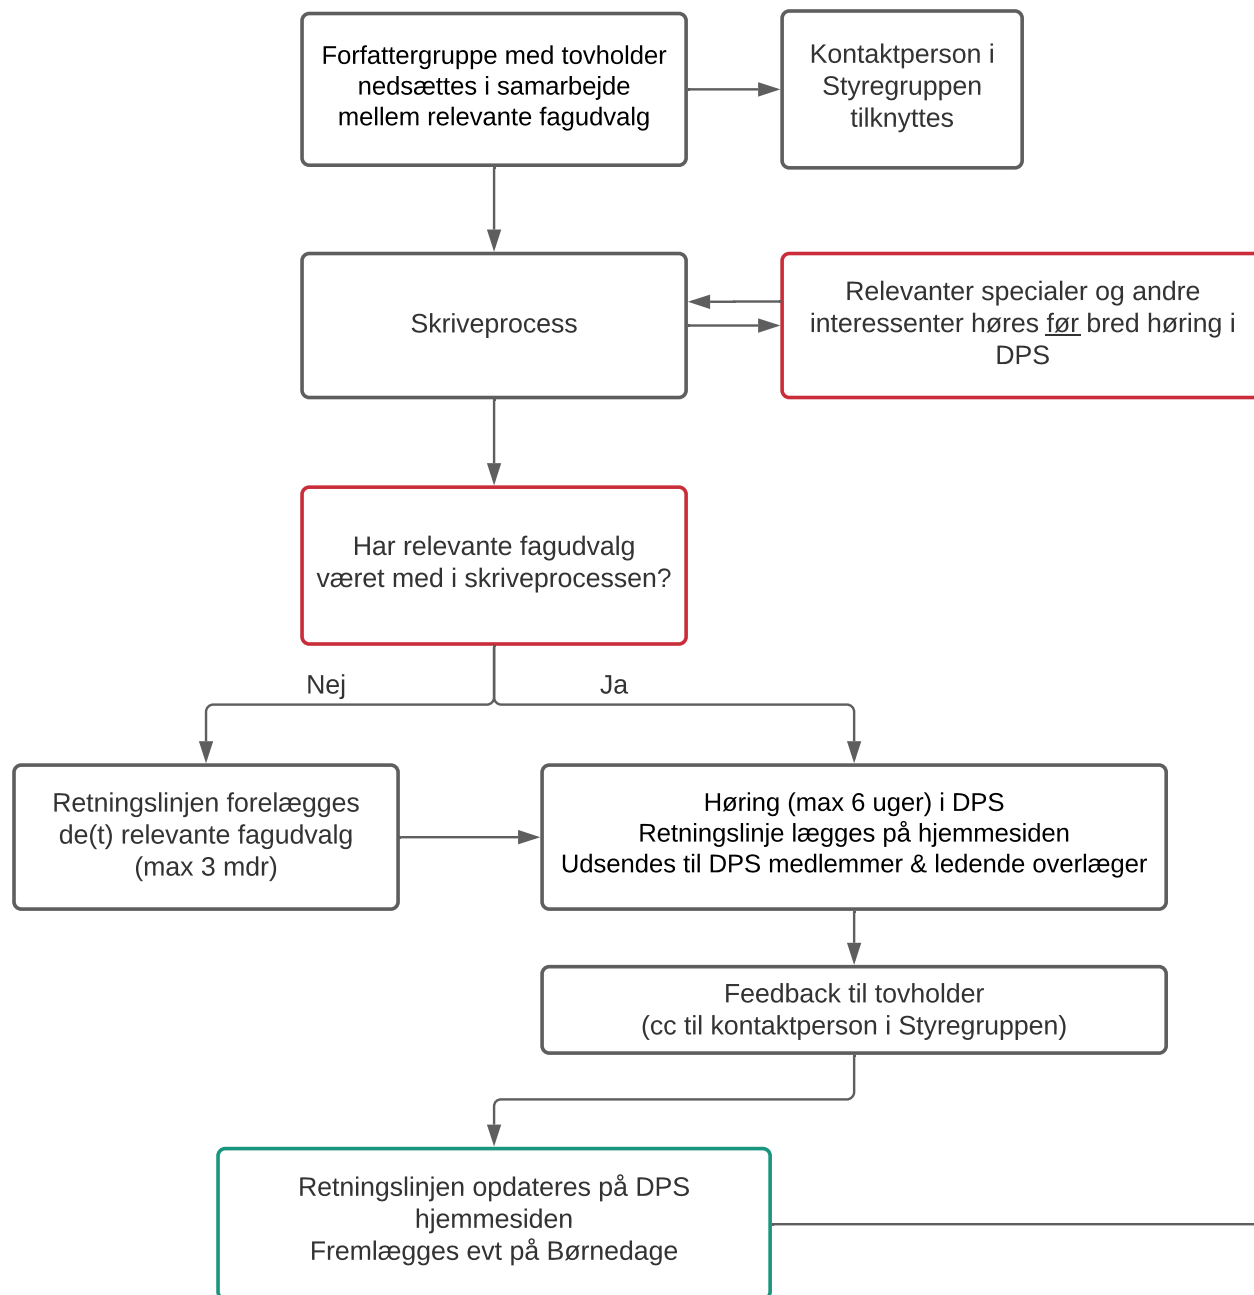 Forfattergruppe med tovholder
nedsættes i samarbejde
mellem relevante fagudvalg
Kontaktperson i
Styregruppen
tilknyttes
Skriveprocess
Relevanter specialer og andre
interessenter høres før bred høring i
DPS
Har relevante fagudvalg
været med i skriveprocessen?
Nej
Ja
Retningslinjen forelægges
de(t) relevante fagudvalg
(max 3 mdr)
Høring (max 6 uger) i DPS
Retningslinje lægges på hjemmesiden
Udsendes til DPS medlemmer & ledende overlæger
Feedback til tovholder
(cc til kontaktperson i Styregruppen)
Retningslinjen opdateres på DPS
hjemmesiden
Fremlægges evt på Børnedage